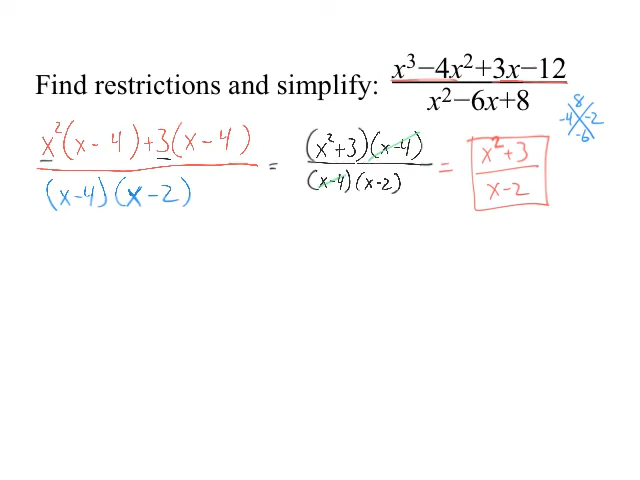 Find restrictions and simplify: x³−4x²+3x−12 / x²−6x+8
8
-4 -2
-6
x²(x-4)+3(x-4) / (x-4)(x-2) = (x²+3)(x-4) / (x-4)(x-2) = x²+3 / x-2